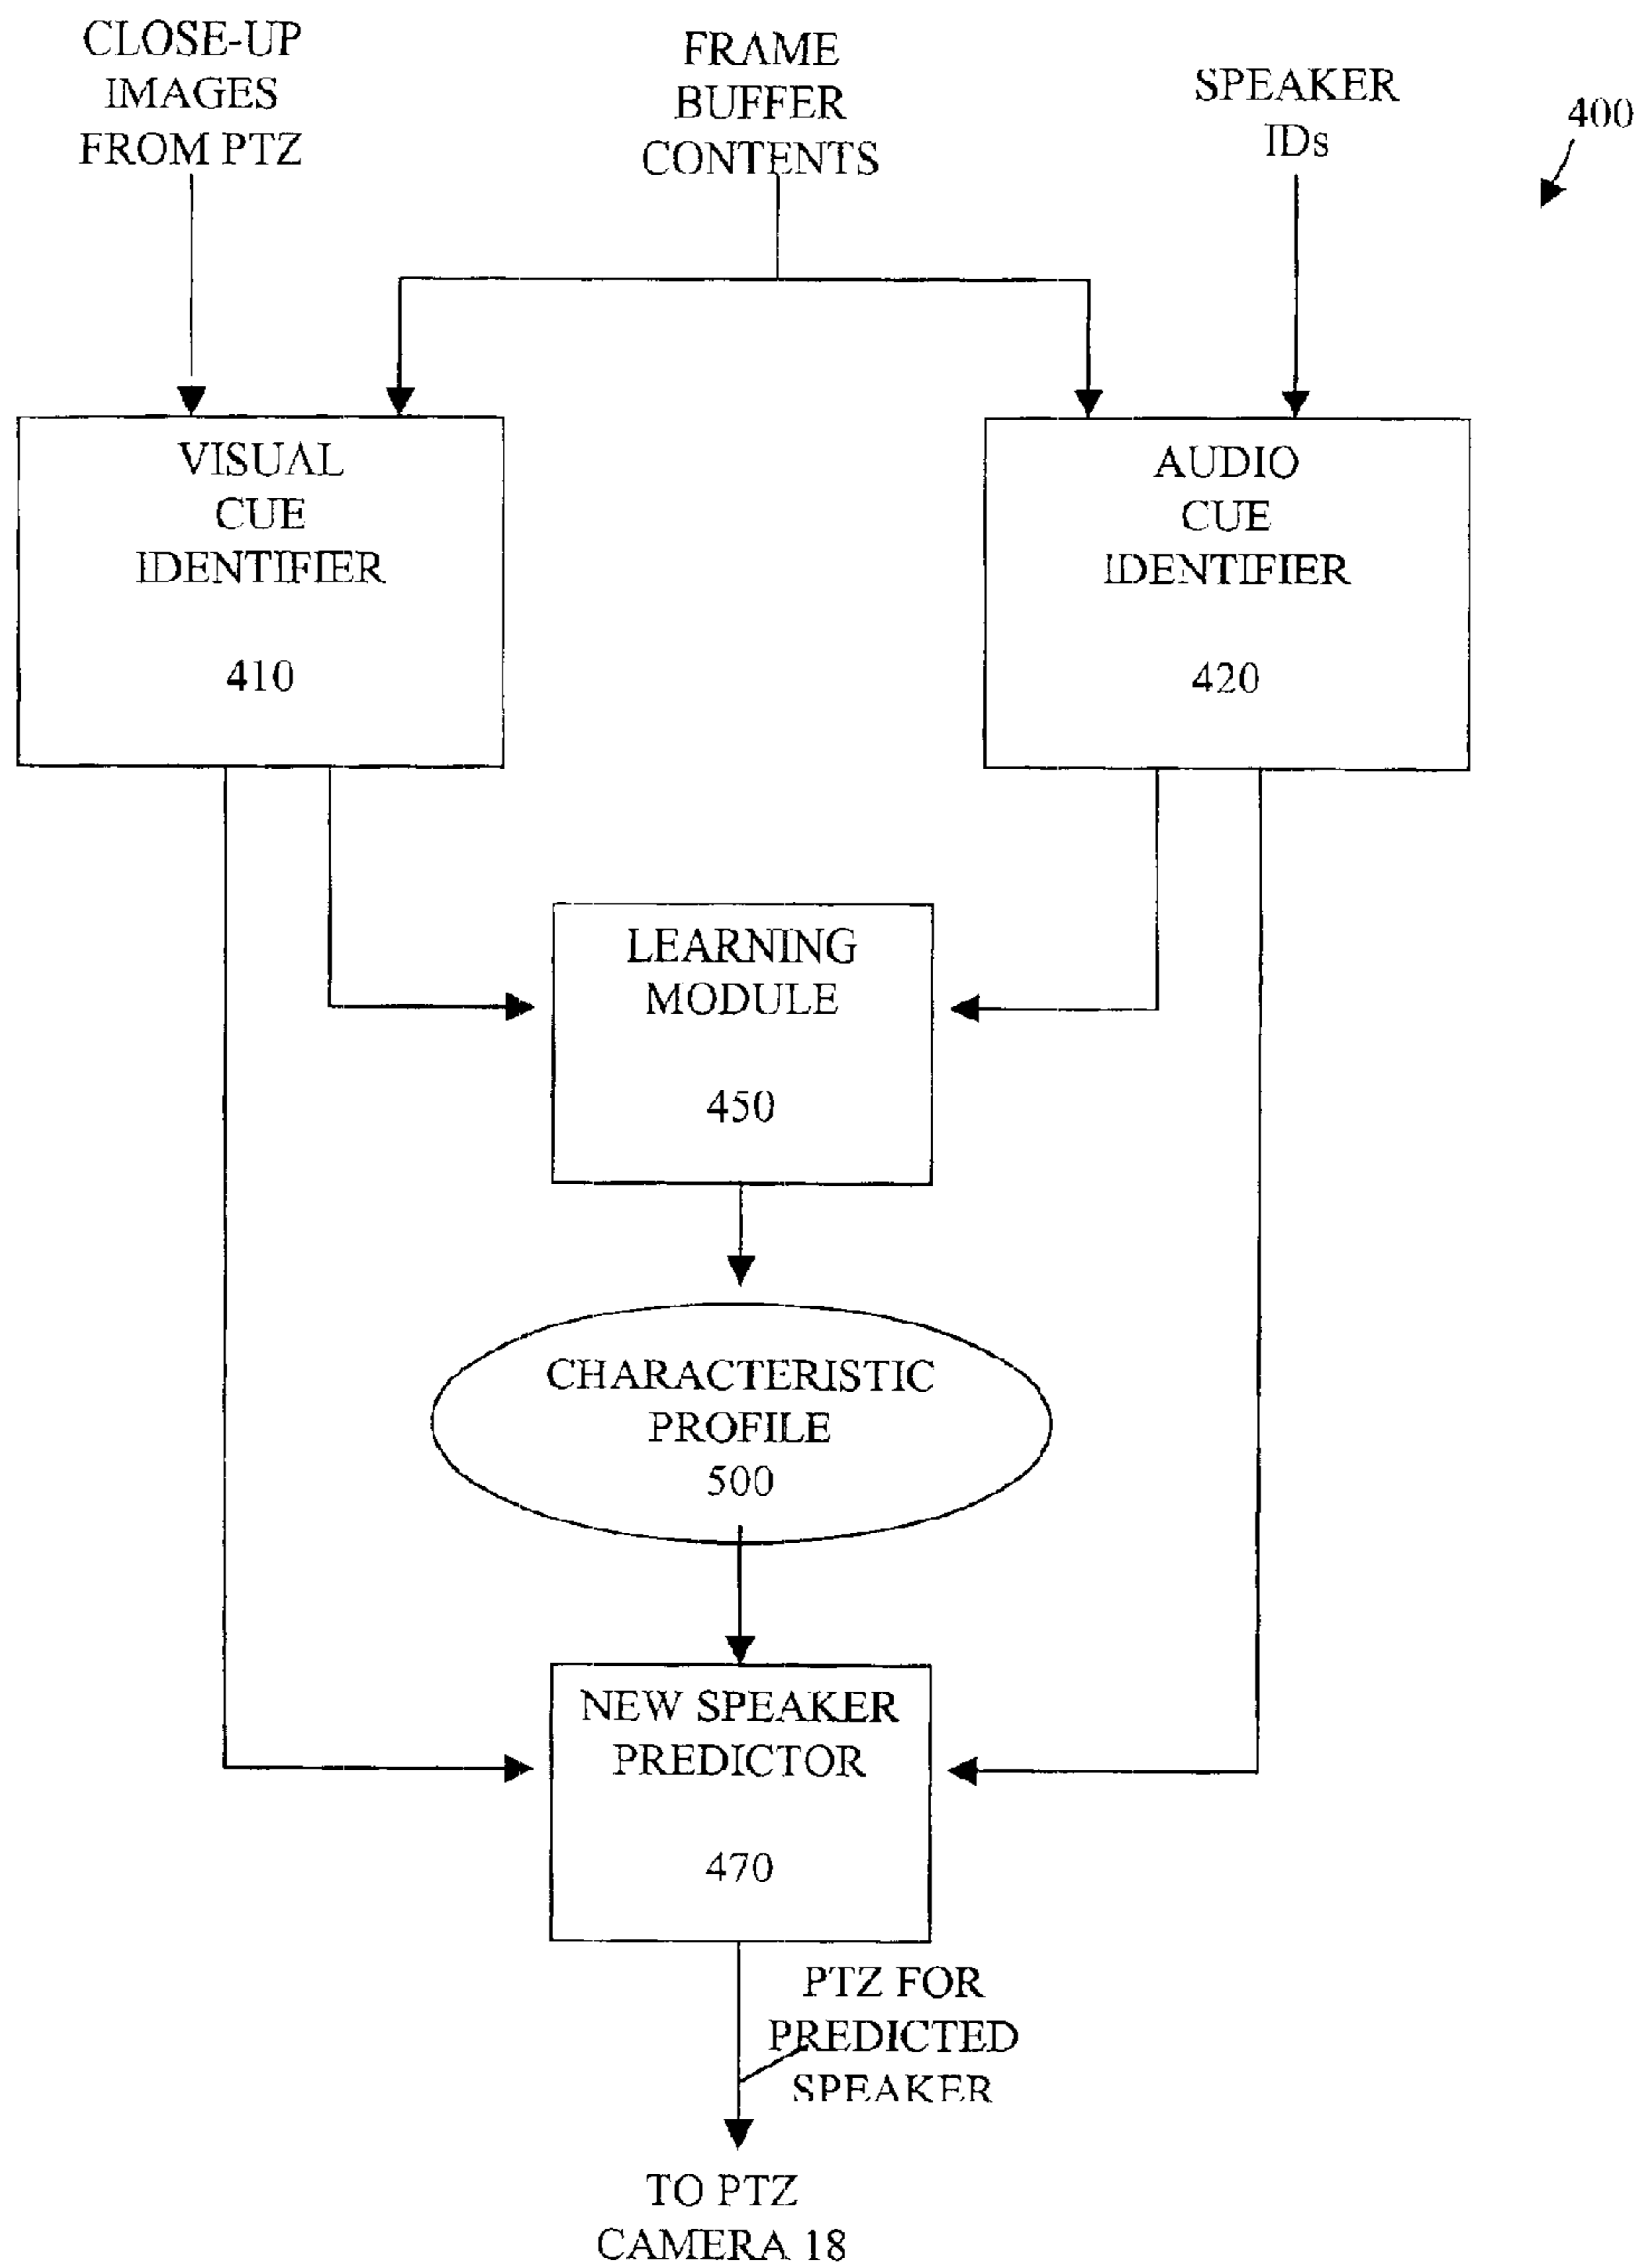 CLOSE-UP
IMAGES
FROM PTZ
FRAME
BUFFER
CONTENTS
SPEAKER
IDs
400
VISUAL
CUE
IDENTIFIER
410
AUDIO
CUE
IDENTIFIER
420
LEARNING
MODULE
450
CHARACTERISTIC
PROFILE
500
NEW SPEAKER
PREDICTOR
470
PTZ FOR
PREDICTED
SPEAKER
TO PTZ
CAMERA 18